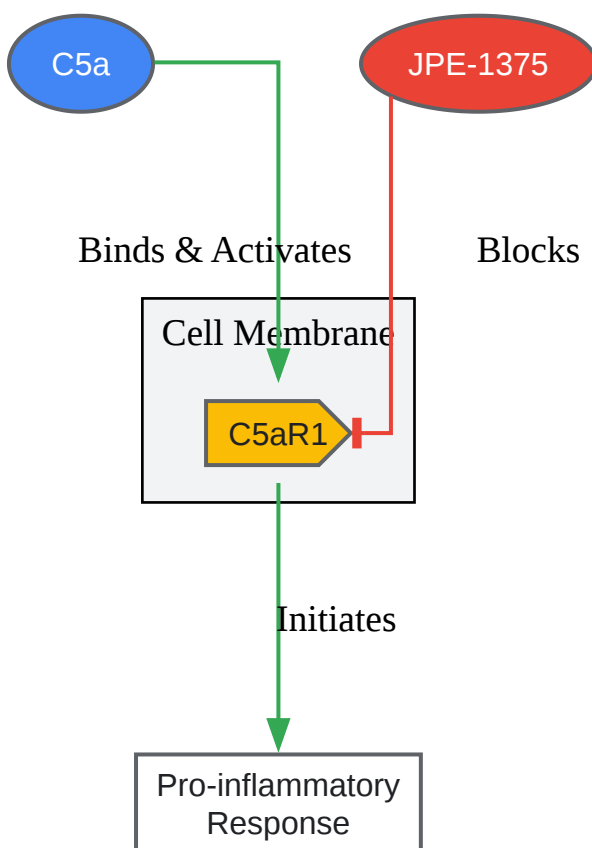 C5a
JPE-1375
Binds & Activates
Blocks
Cell Membrane
C5aR1
Initiates
Pro-inflammatory
Response